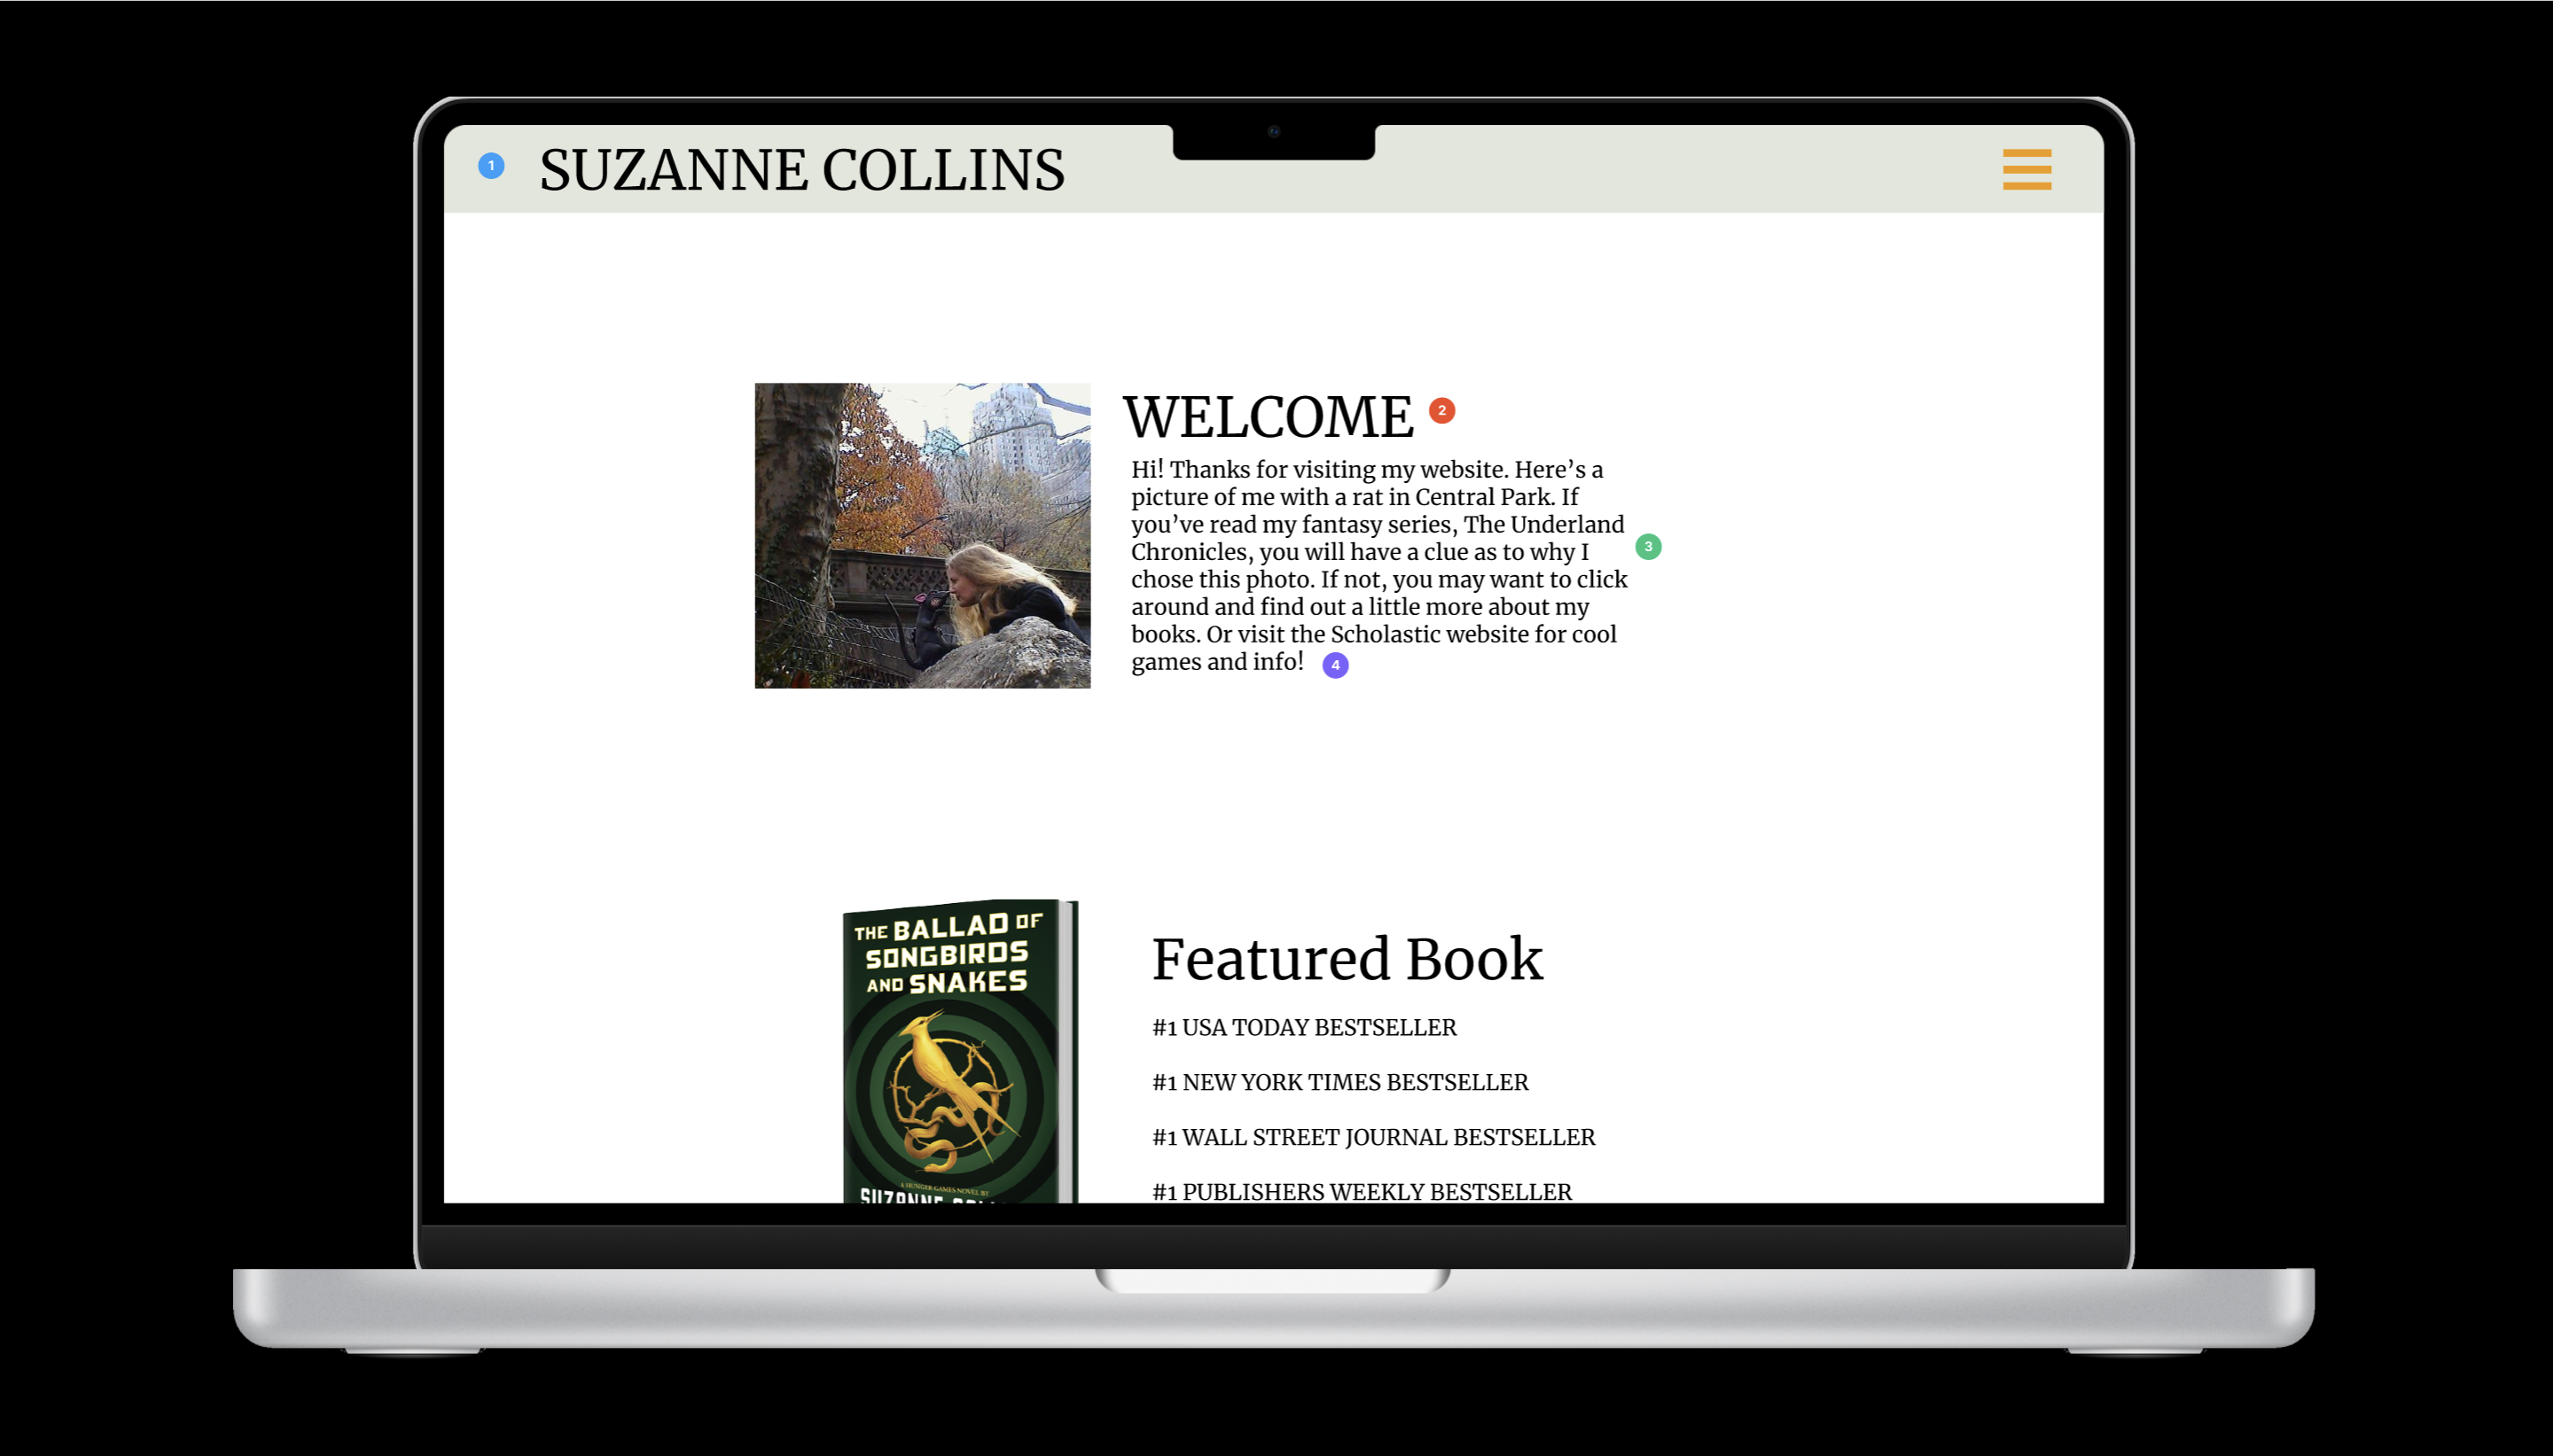 1 SUZANNE COLLINS
WELCOME 2
Hi! Thanks for visiting my website. Here’s a
picture of me with a rat in Central Park. If
you’ve read my fantasy series, The Underland
Chronicles, you will have a clue as to why I
3
chose this photo. If not, you may want to click
around and find out a little more about my
books. Or visit the Scholastic website for cool
games and info! 4
THE BALLAD OF
SONGBIRDS
AND SNAKES
A HUNGER GAMES NOVEL BY
SUZANNE
Featured Book
#1 USA TODAY BESTSELLER
#1 NEW YORK TIMES BESTSELLER
#1 WALL STREET JOURNAL BESTSELLER
#1 PUBLISHERS WEEKLY BESTSELLER